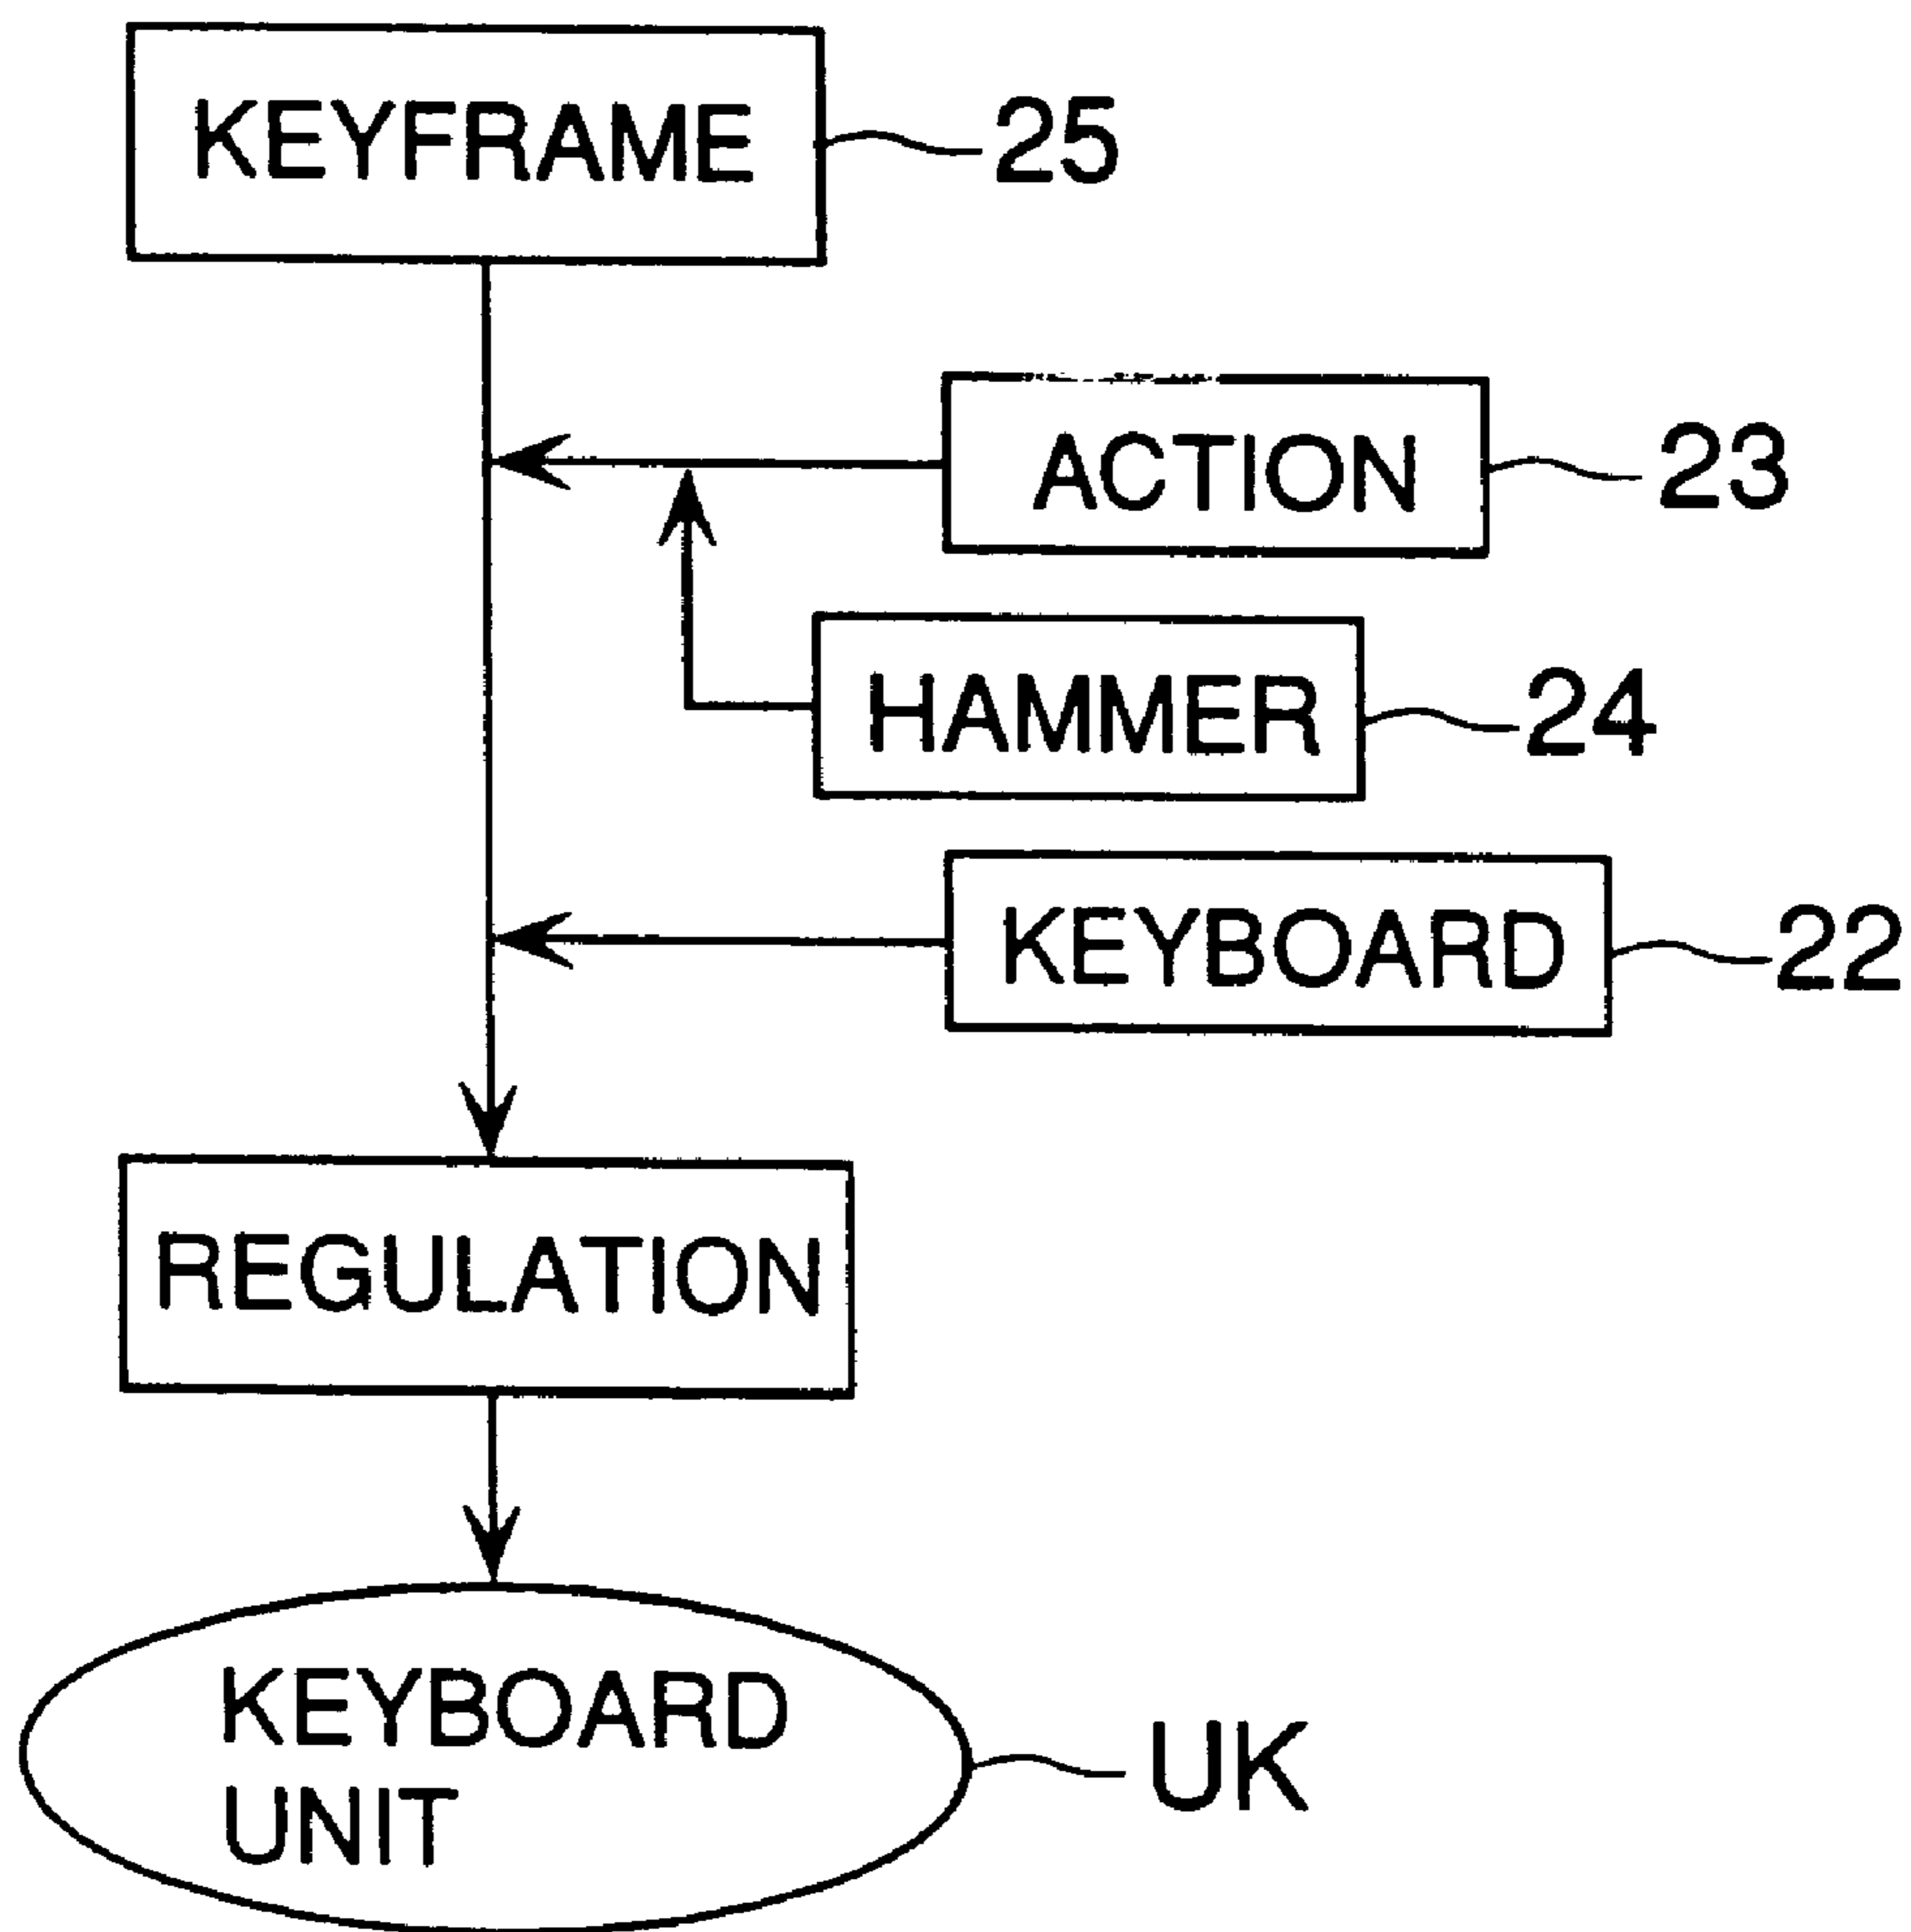 KEYFRAME
25
ACTION
23
HAMMER
24
KEYBOARD
22
REGULATION
KEYBOARD
UNIT
UK